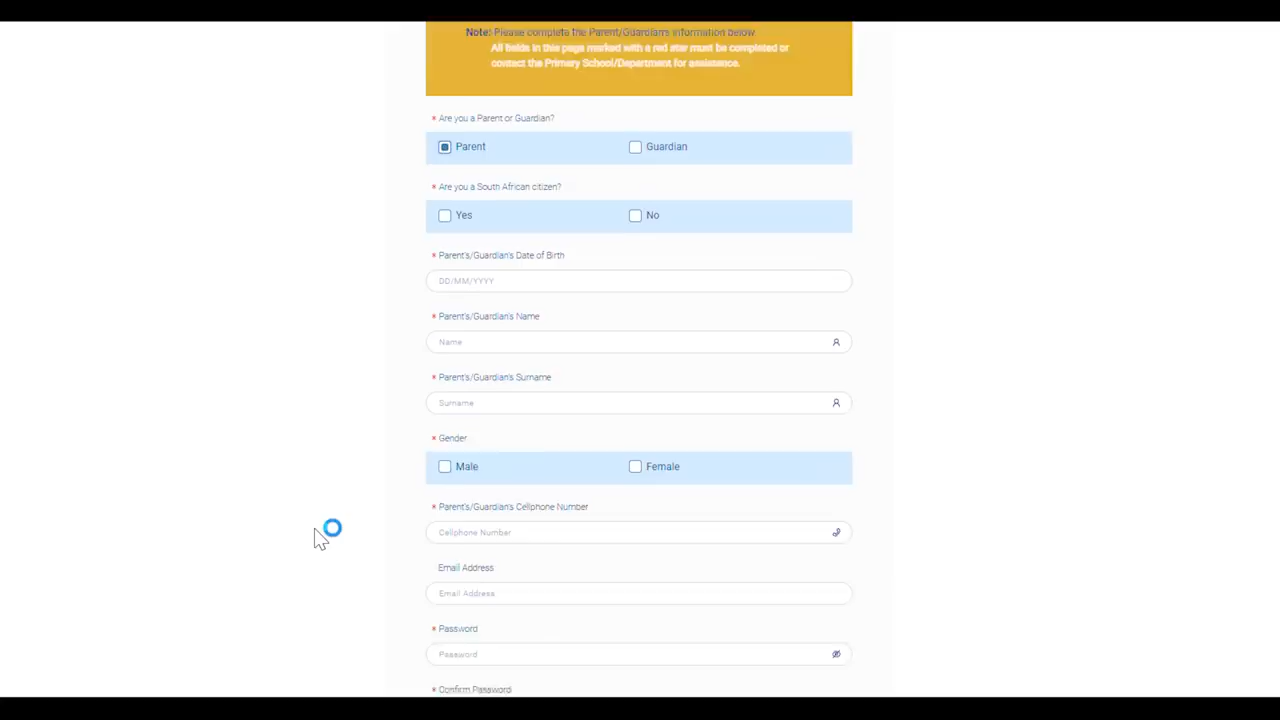 Note: Please complete the Parent/Guardian's information below
All fields in this page marked with a red star must be completed or
contact the Primary School/Department for assistance.
* Are you a Parent or Guardian?
Parent Guardian
* Are you a South African citizen?
Yes No
* Parent's/Guardian's Date of Birth
DD/MM/YYYY
* Parent's/Guardian's Name
Name
* Parent's/Guardian's Surname
Surname
* Gender
Male Female
* Parent's/Guardian's Cellphone Number
Cellphone Number
Email Address
Email Address
* Password
Password
* Confirm Password